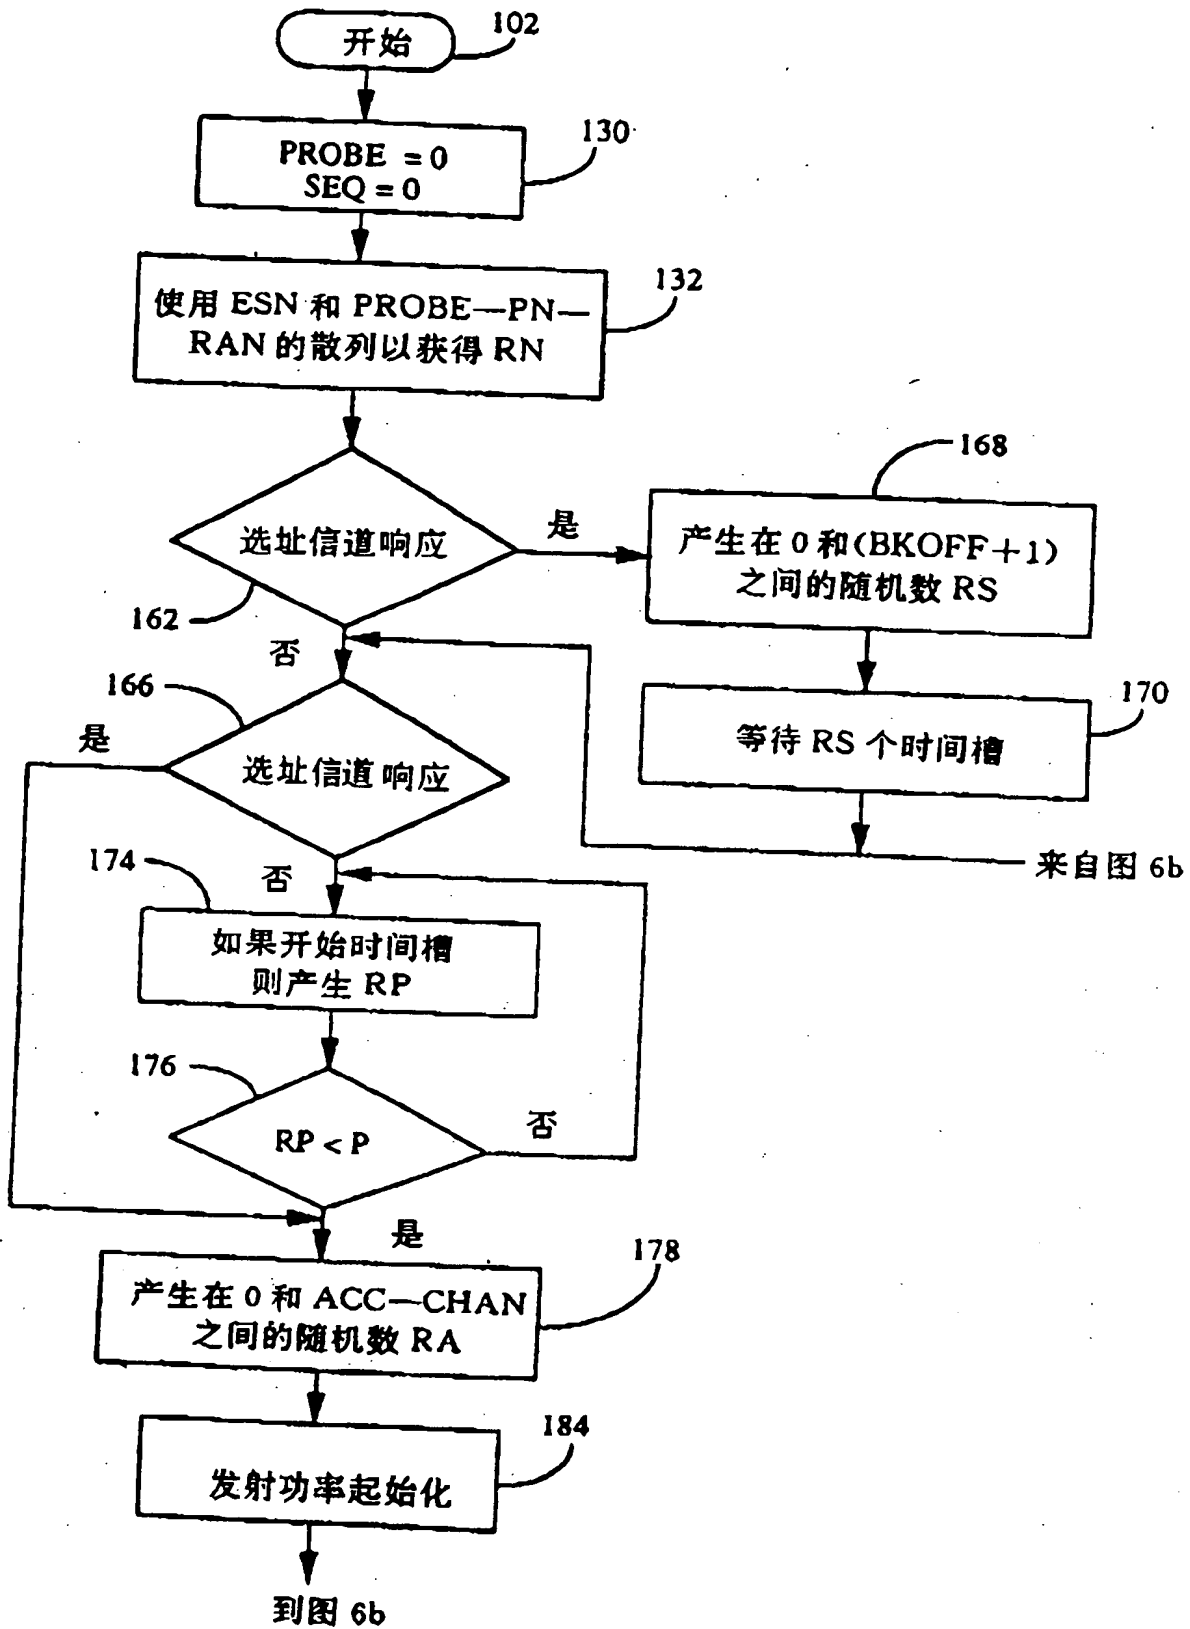 开始
102
PROBE = 0
SEQ = 0
130
使用 ESN 和 PROBE—PN—
RAN 的散列以获得 RN
132
选址信道响应
162
是
否
168
产生在 0 和(BKOFF+1)
之间的随机数 RS
170
等待 RS 个时间槽
来自图 6b
166
是
选址信道响应
否
174
如果开始时间槽
则产生 RP
176
RP < P
否
是
178
产生在 0 和 ACC—CHAN
之间的随机数 RA
184
发射功率起始化
到图 6b